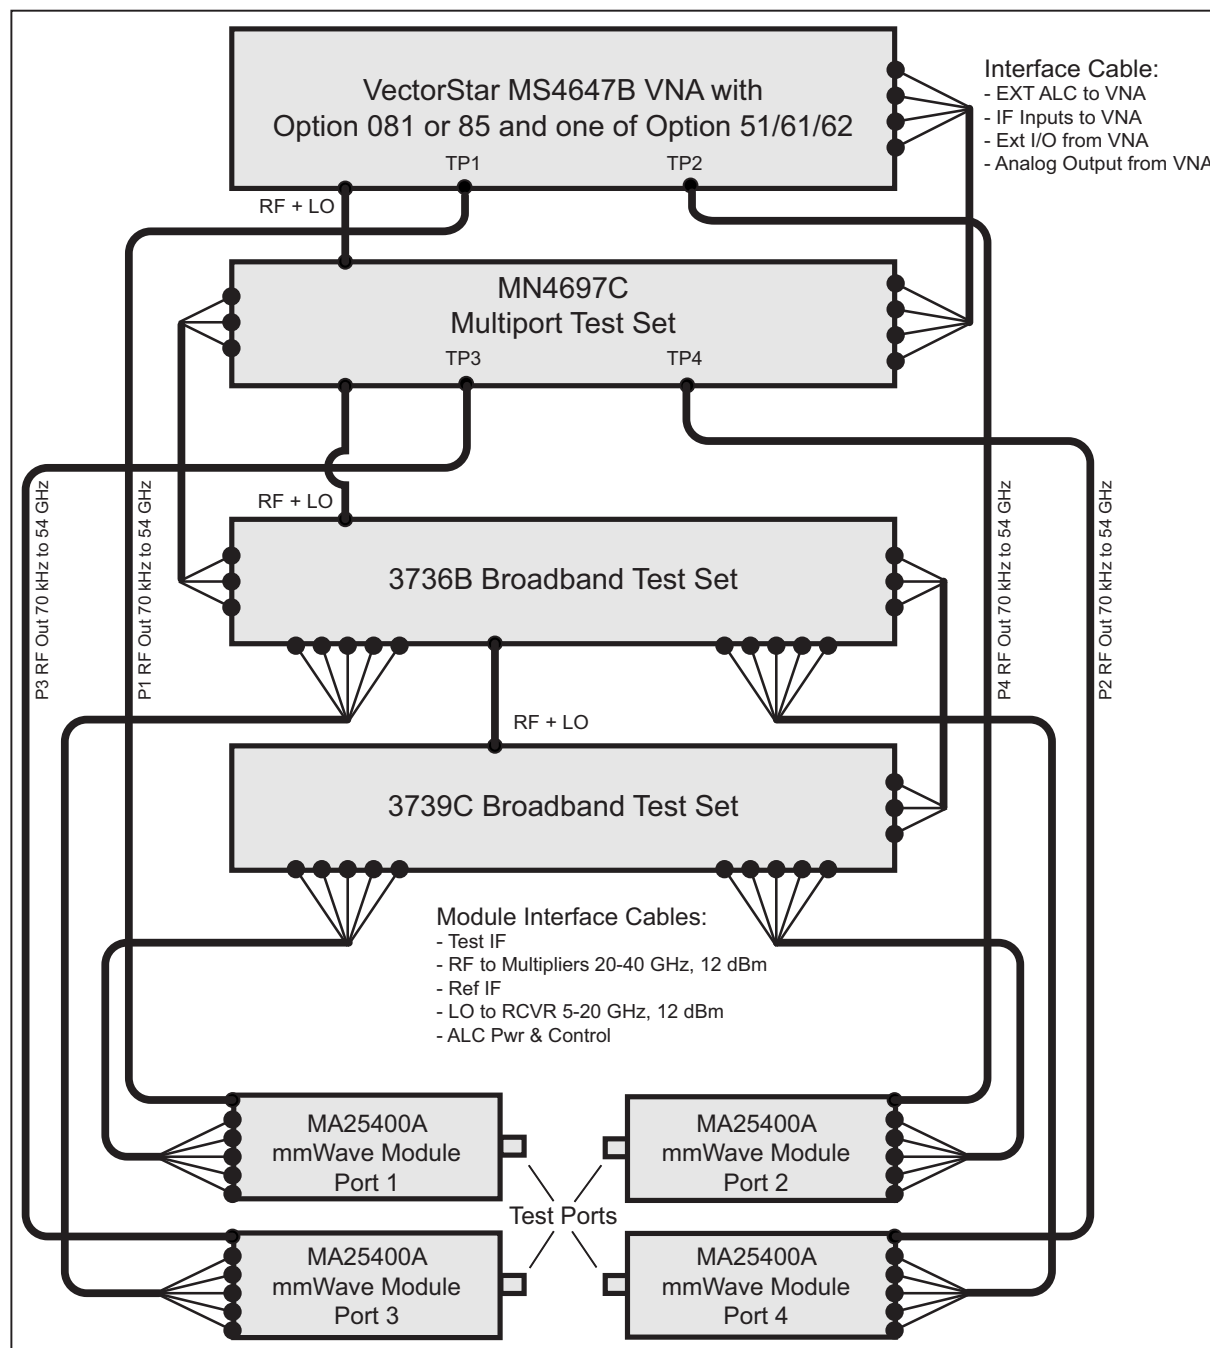 VectorStar MS4647B VNA with
Option 081 or 85 and one of Option 51/61/62
TP1
TP2
Interface Cable:
- EXT ALC to VNA
- IF Inputs to VNA
- Ext I/O from VNA
- Analog Output from VNA
RF + LO
MN4697C
Multiport Test Set
TP3
TP4
RF + LO
P3 RF Out 70 kHz to 54 GHz
P1 RF Out 70 kHz to 54 GHz
3736B Broadband Test Set
P4 RF Out 70 kHz to 54 GHz
P2 RF Out 70 kHz to 54 GHz
RF + LO
3739C Broadband Test Set
Module Interface Cables:
- Test IF
- RF to Multipliers 20-40 GHz, 12 dBm
- Ref IF
- LO to RCVR 5-20 GHz, 12 dBm
- ALC Pwr & Control
MA25400A
mmWave Module
Port 1
MA25400A
mmWave Module
Port 2
Test Ports
MA25400A
mmWave Module
Port 3
MA25400A
mmWave Module
Port 4